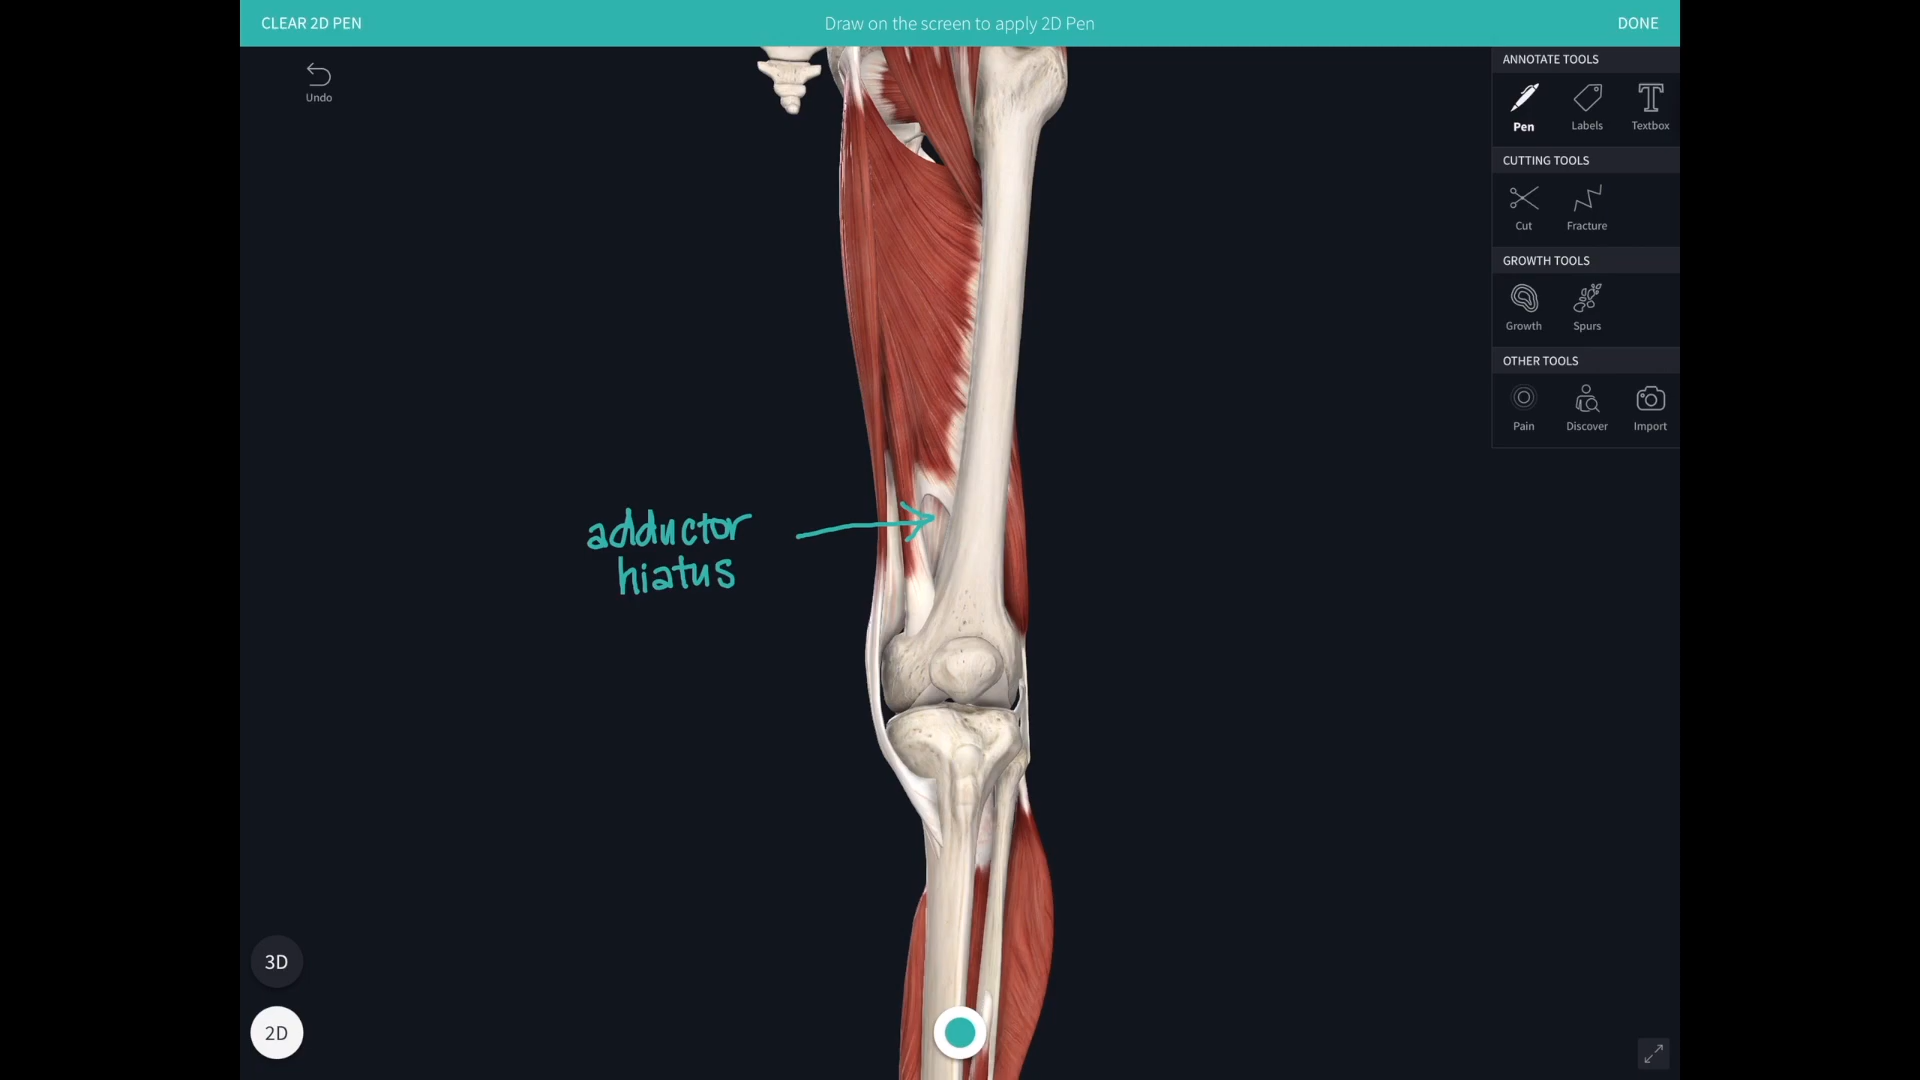 CLEAR 2D PEN
Draw on the screen to apply 2D Pen
DONE
Undo
ANNOTATE TOOLS
Pen
Labels
Textbox
CUTTING TOOLS
Cut
Fracture
GROWTH TOOLS
Growth
Spurs
OTHER TOOLS
Pain
Discover
Import
adductor
hiatus
3D
2D